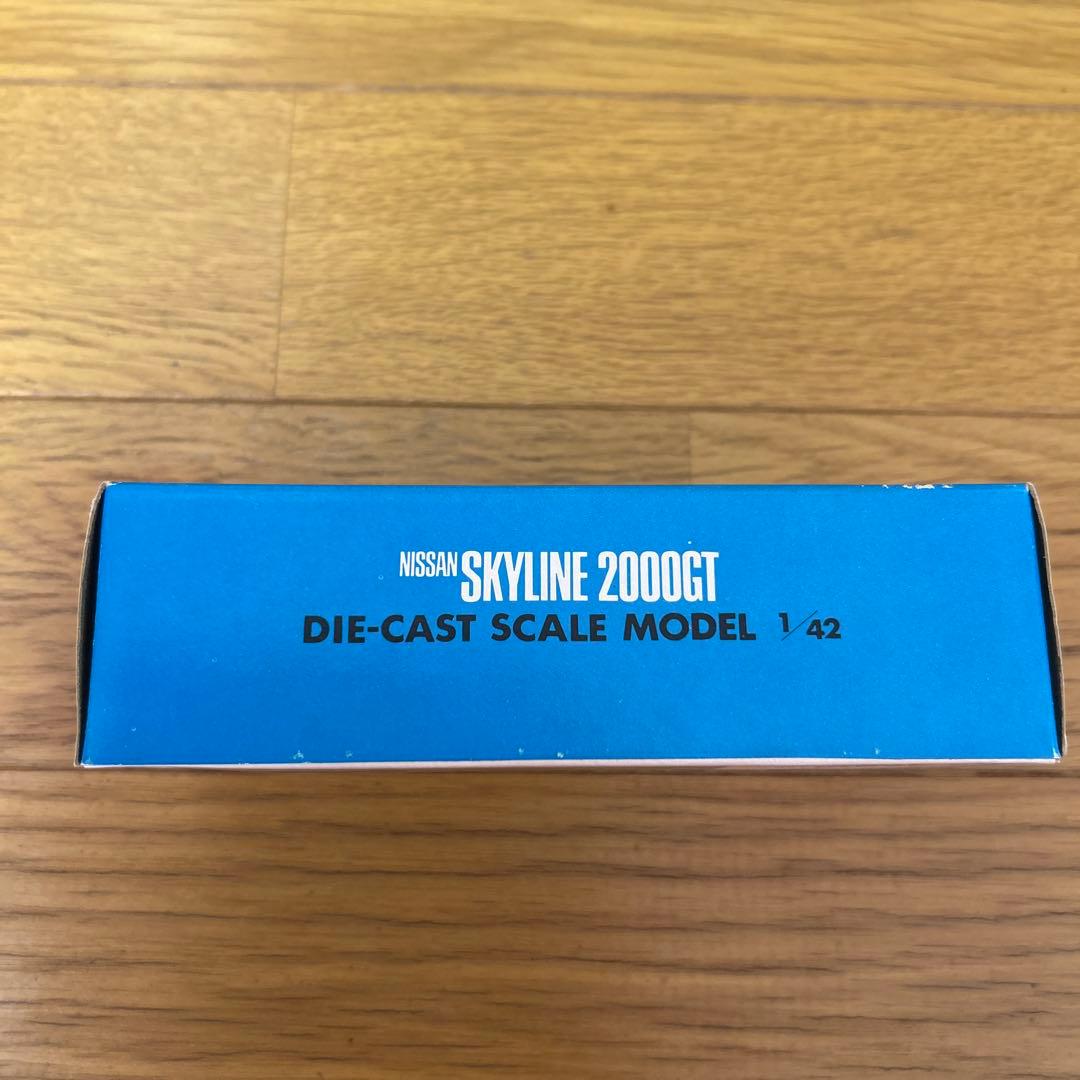 NISSAN SKYLINE 2000GT
DIE-CAST SCALE MODEL 1/42